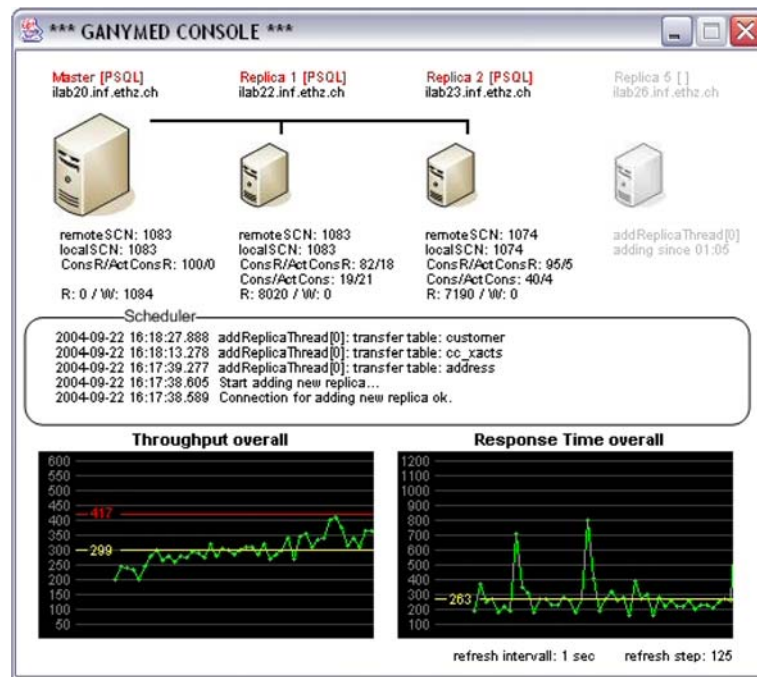 *** GANYMED CONSOLE ***
Master [PSQL]
ilab20.inf.ethz.ch
Replica 1 [PSQL]
ilab22.inf.ethz.ch
Replica 2 [PSQL]
ilab23.inf.ethz.ch
Replica 5 [ ]
ilab26.inf.ethz.ch
remoteSCN: 1083
localSCN: 1083
ConsR/ActConsR: 100/0
R: 0 / W: 1084
remoteSCN: 1083
localSCN: 1083
ConsR/ActConsR: 82/18
Cons/ActCons: 19/21
R: 8020 / W: 0
remoteSCN: 1074
localSCN: 1074
ConsR/ActConsR: 95/5
Cons/ActCons: 40/4
R: 7190 / W: 0
addReplicaThread[0]
adding since 01:05
Scheduler
2004-09-22 16:18:27.888 addReplicaThread[0]: transfer table: customer
2004-09-22 16:18:13.278 addReplicaThread[0]: transfer table: cc_xacts
2004-09-22 16:17:39.277 addReplicaThread[0]: transfer table: address
2004-09-22 16:17:38.605 Start adding new replica...
2004-09-22 16:17:38.589 Connection for adding new replica ok.
Throughput overall
600
550
500
450
417
400
350
300
299
250
200
150
100
50
Response Time overall
1200
1100
1000
900
800
700
600
500
400
300
263
200
100
refresh intervall: 1 sec
refresh step: 125